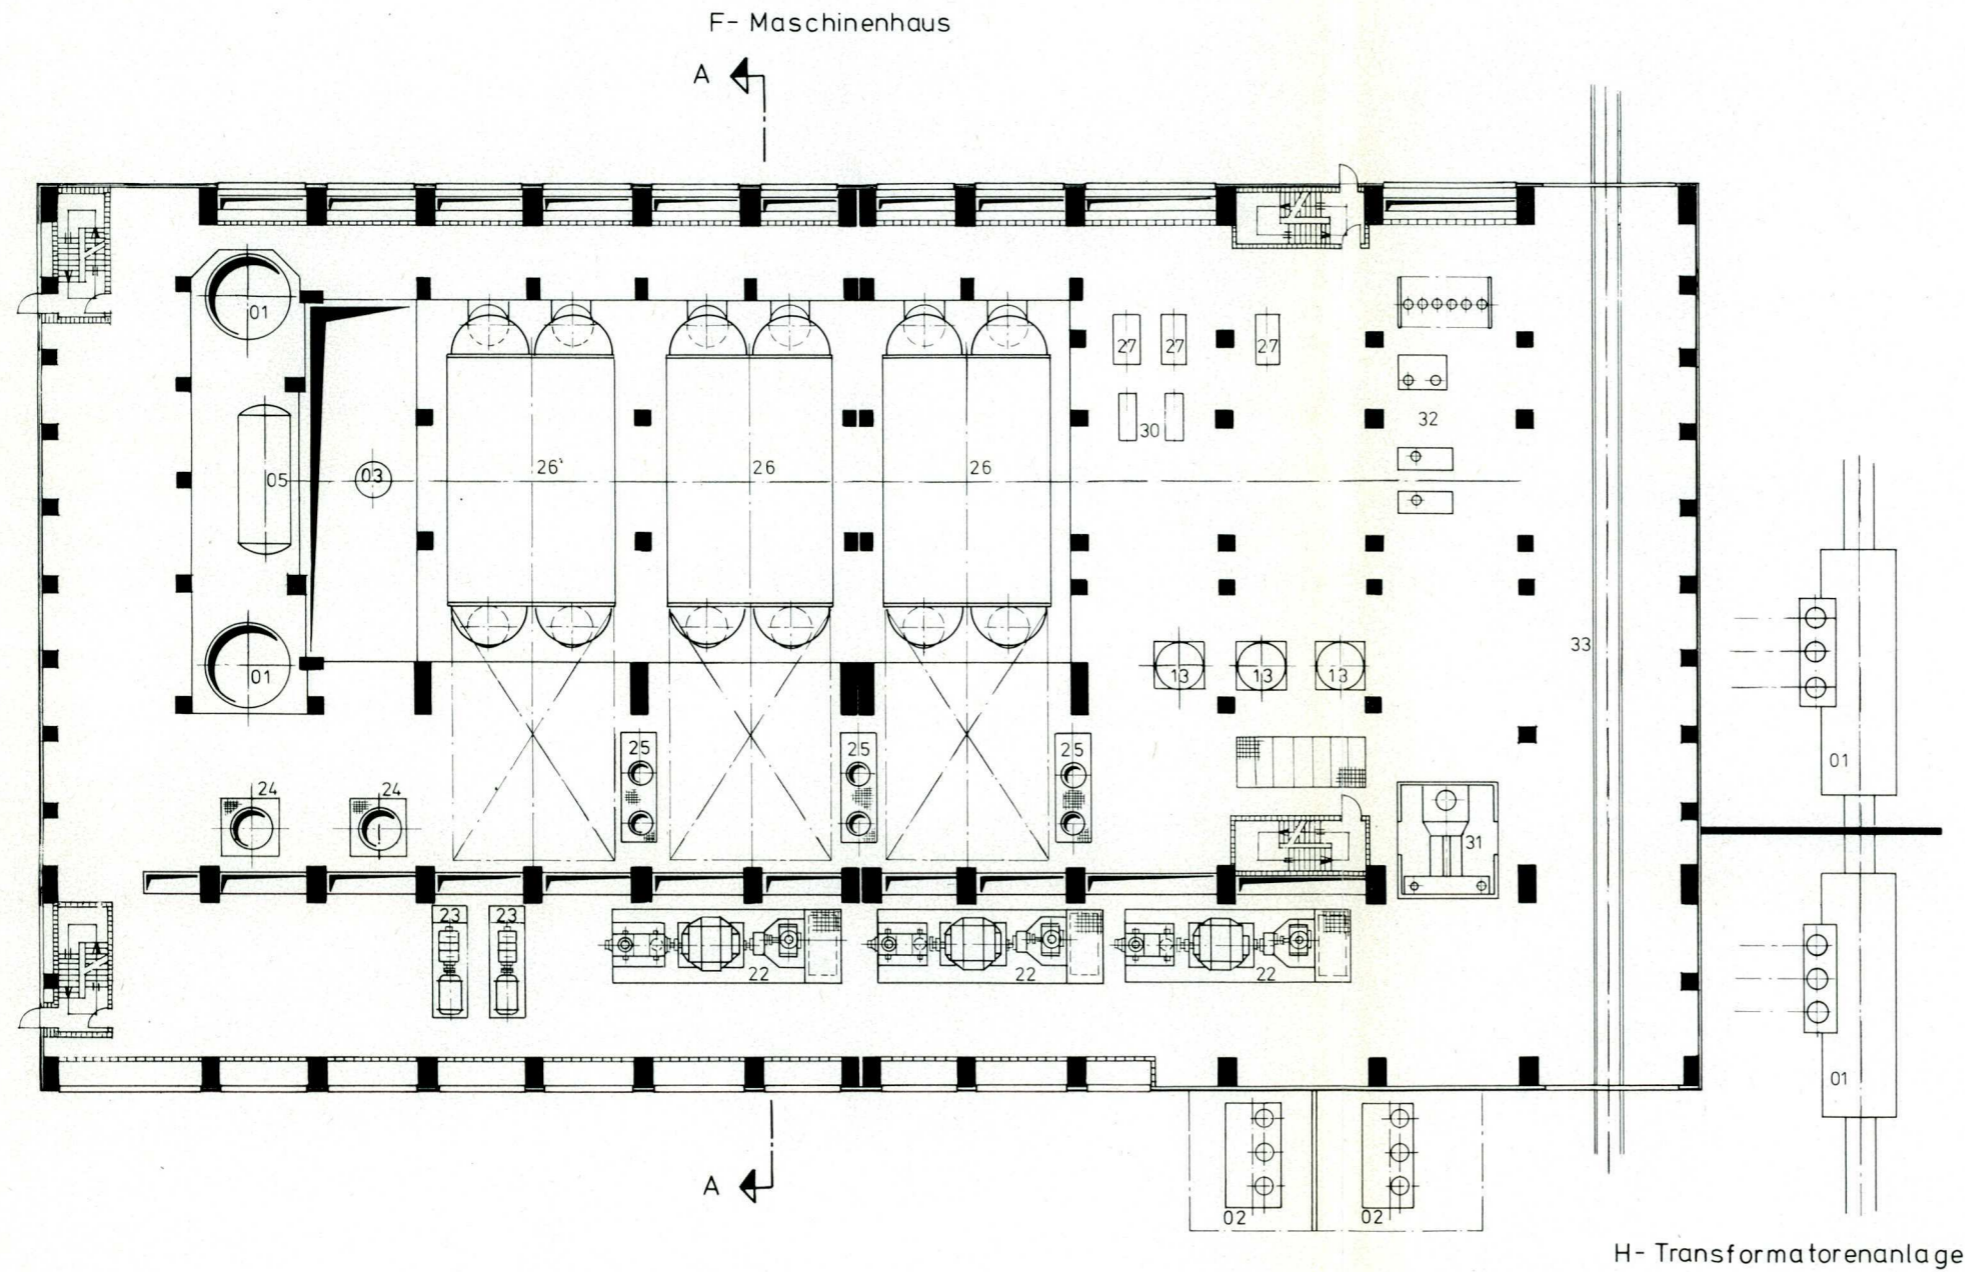 F- Maschinenhaus
A
01
27 27 27
32
30
05 03 26 26 26
33
01
13 13 13
25 25 25
01
24 24
31
23 23
22 22 22
01
A
02 02
H- Transformatorenanlage